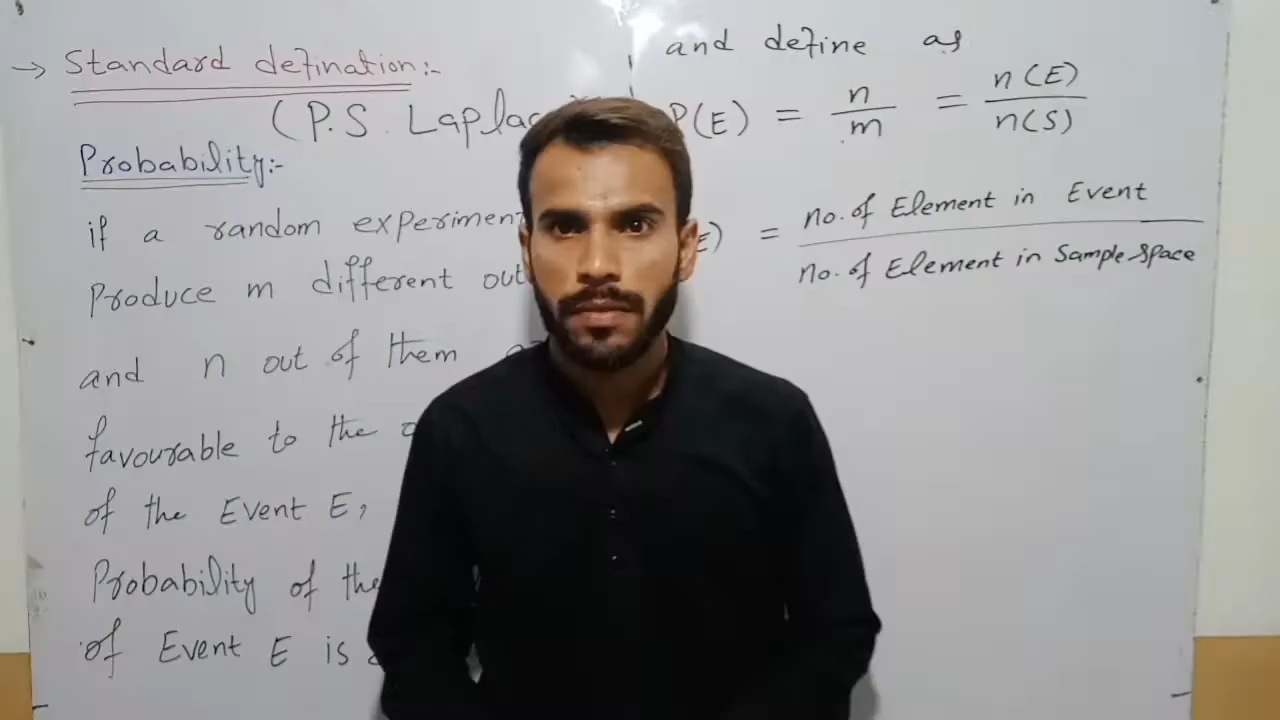 → Standard defination:-
(P.S. Laplac
Probability:-
if a random experiment
Produce m different out
and n out of them
favourable to the
of the Event E,
Probability of the
of Event E is
and define as
P(E) = n/m = n(E)/n(S)
E) = no. of Element in Event
no. of Element in Sample Space